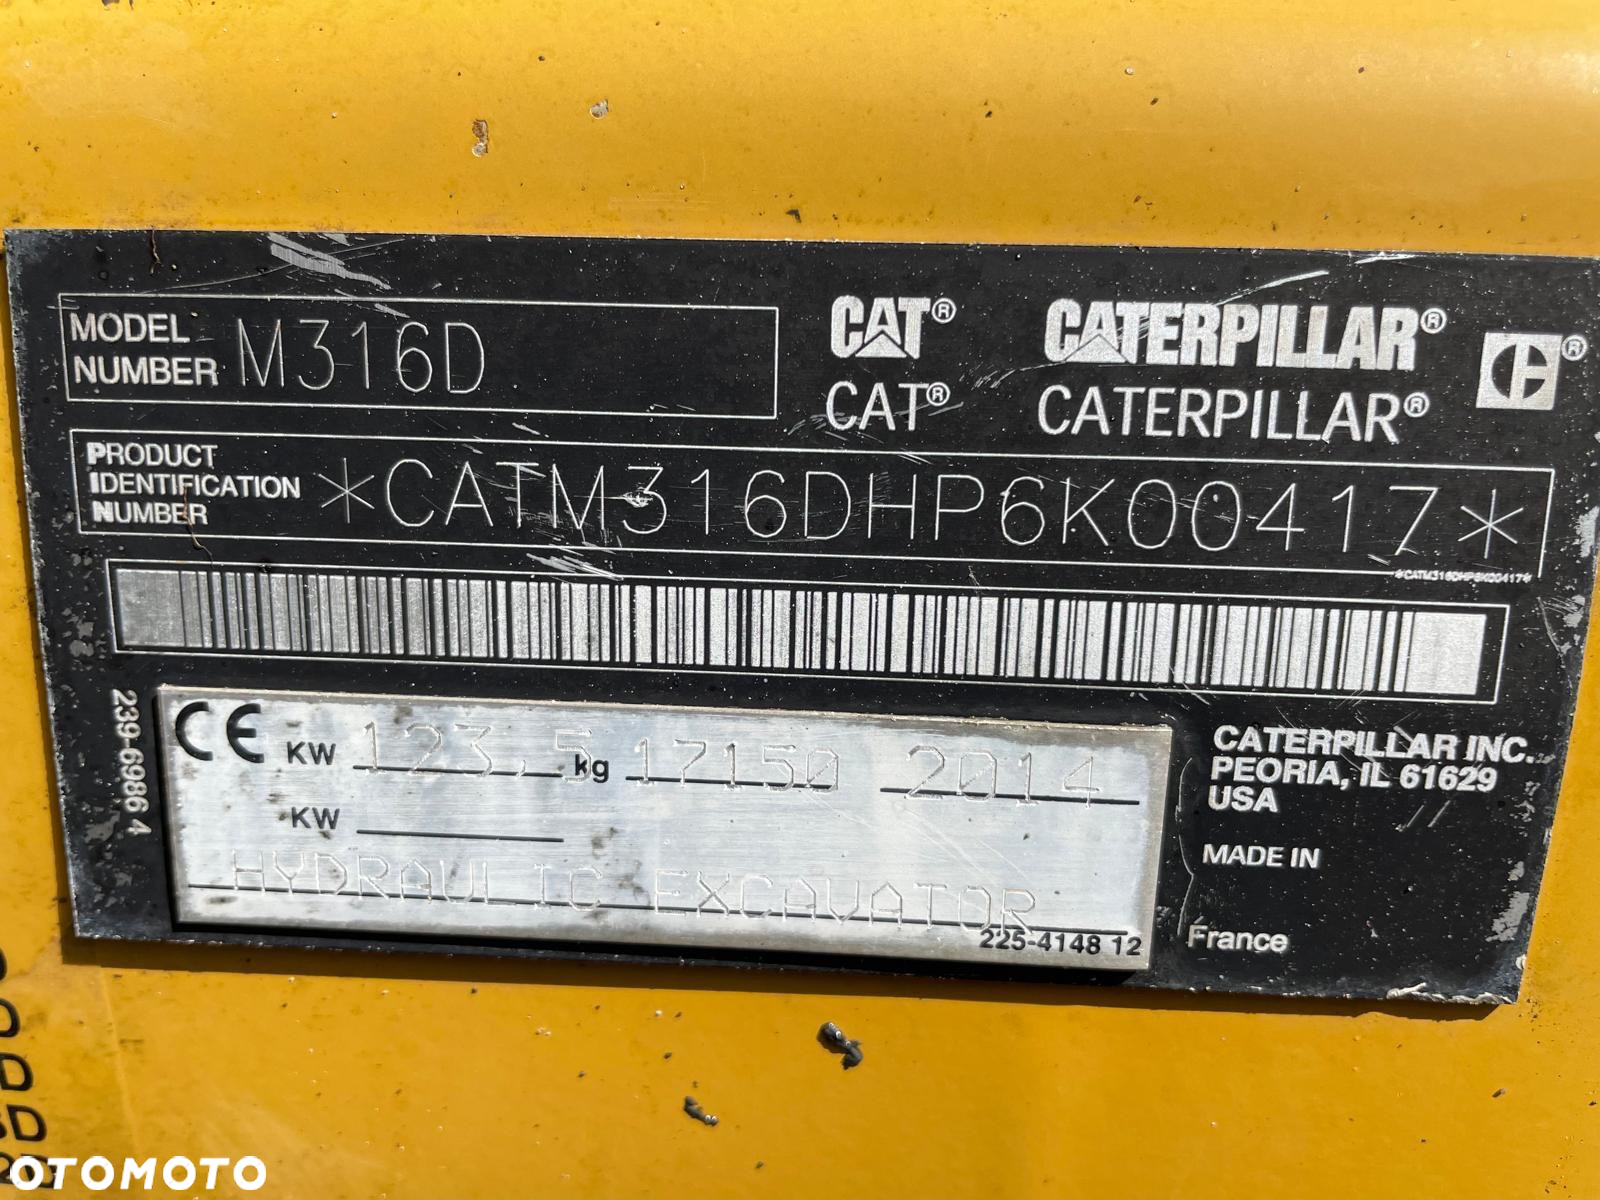 MODEL NUMBER M316D
CAT® CATERPILLAR®
CAT® CATERPILLAR®
PRODUCT IDENTIFICATION NUMBER *CATM316DHP6K00417*
*CATM316DHP6K00417*
239-6986 4
CE KW 123.5 kg 17150 2014
KW
HYDRAULIC EXCAVATOR
225-4148 12
CATERPILLAR INC.
PEORIA, IL 61629
USA
MADE IN
France
OTOMOTO